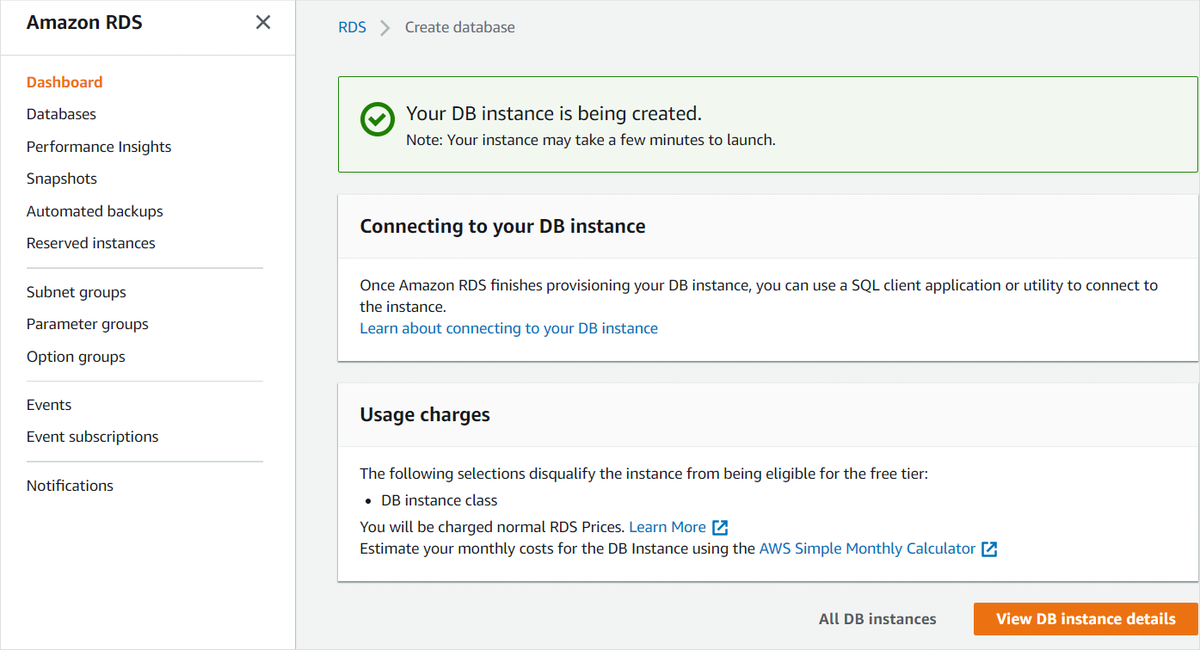 Amazon RDS
Dashboard
Databases
Performance Insights
Snapshots
Automated backups
Reserved instances
Subnet groups
Parameter groups
Option groups
Events
Event subscriptions
Notifications
RDS > Create database
Your DB instance is being created.
Note: Your instance may take a few minutes to launch.
Connecting to your DB instance
Once Amazon RDS finishes provisioning your DB instance, you can use a SQL client application or utility to connect to
the instance.
Learn about connecting to your DB instance
Usage charges
The following selections disqualify the instance from being eligible for the free tier:
• DB instance class
You will be charged normal RDS Prices. Learn More
Estimate your monthly costs for the DB Instance using the AWS Simple Monthly Calculator
All DB instances
View DB instance details